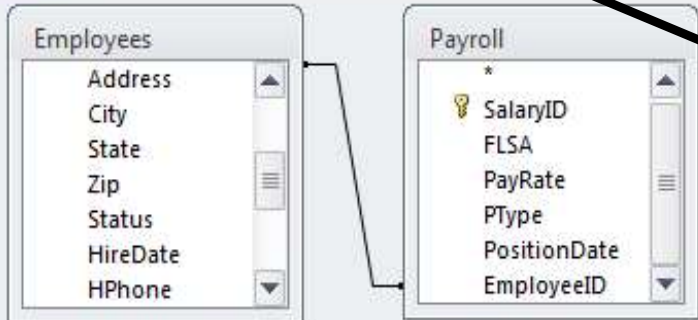 Employees
Address
City
State
Zip
Status
HireDate
HPhone
Payroll
*
SalaryID
FLSA
PayRate
PType
PositionDate
EmployeeID